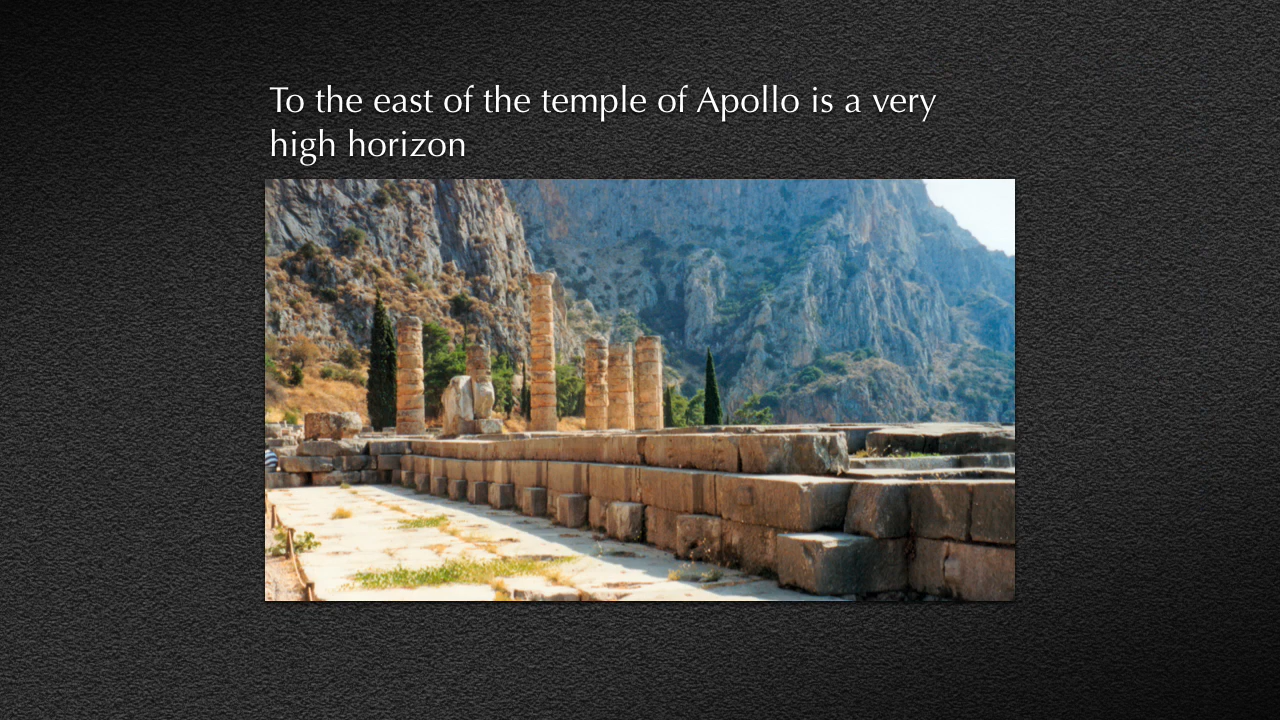 To the east of the temple of Apollo is a very
high horizon